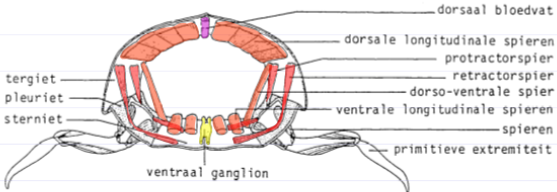 dorsaal bloedvat
dorsale longitudinale spieren
protractorspier
retractorspier
dorso-ventrale spier
ventrale longitudinale spieren
spieren
primitieve extremiteit
tergiet
pleuriet
sterniet
ventraal ganglion